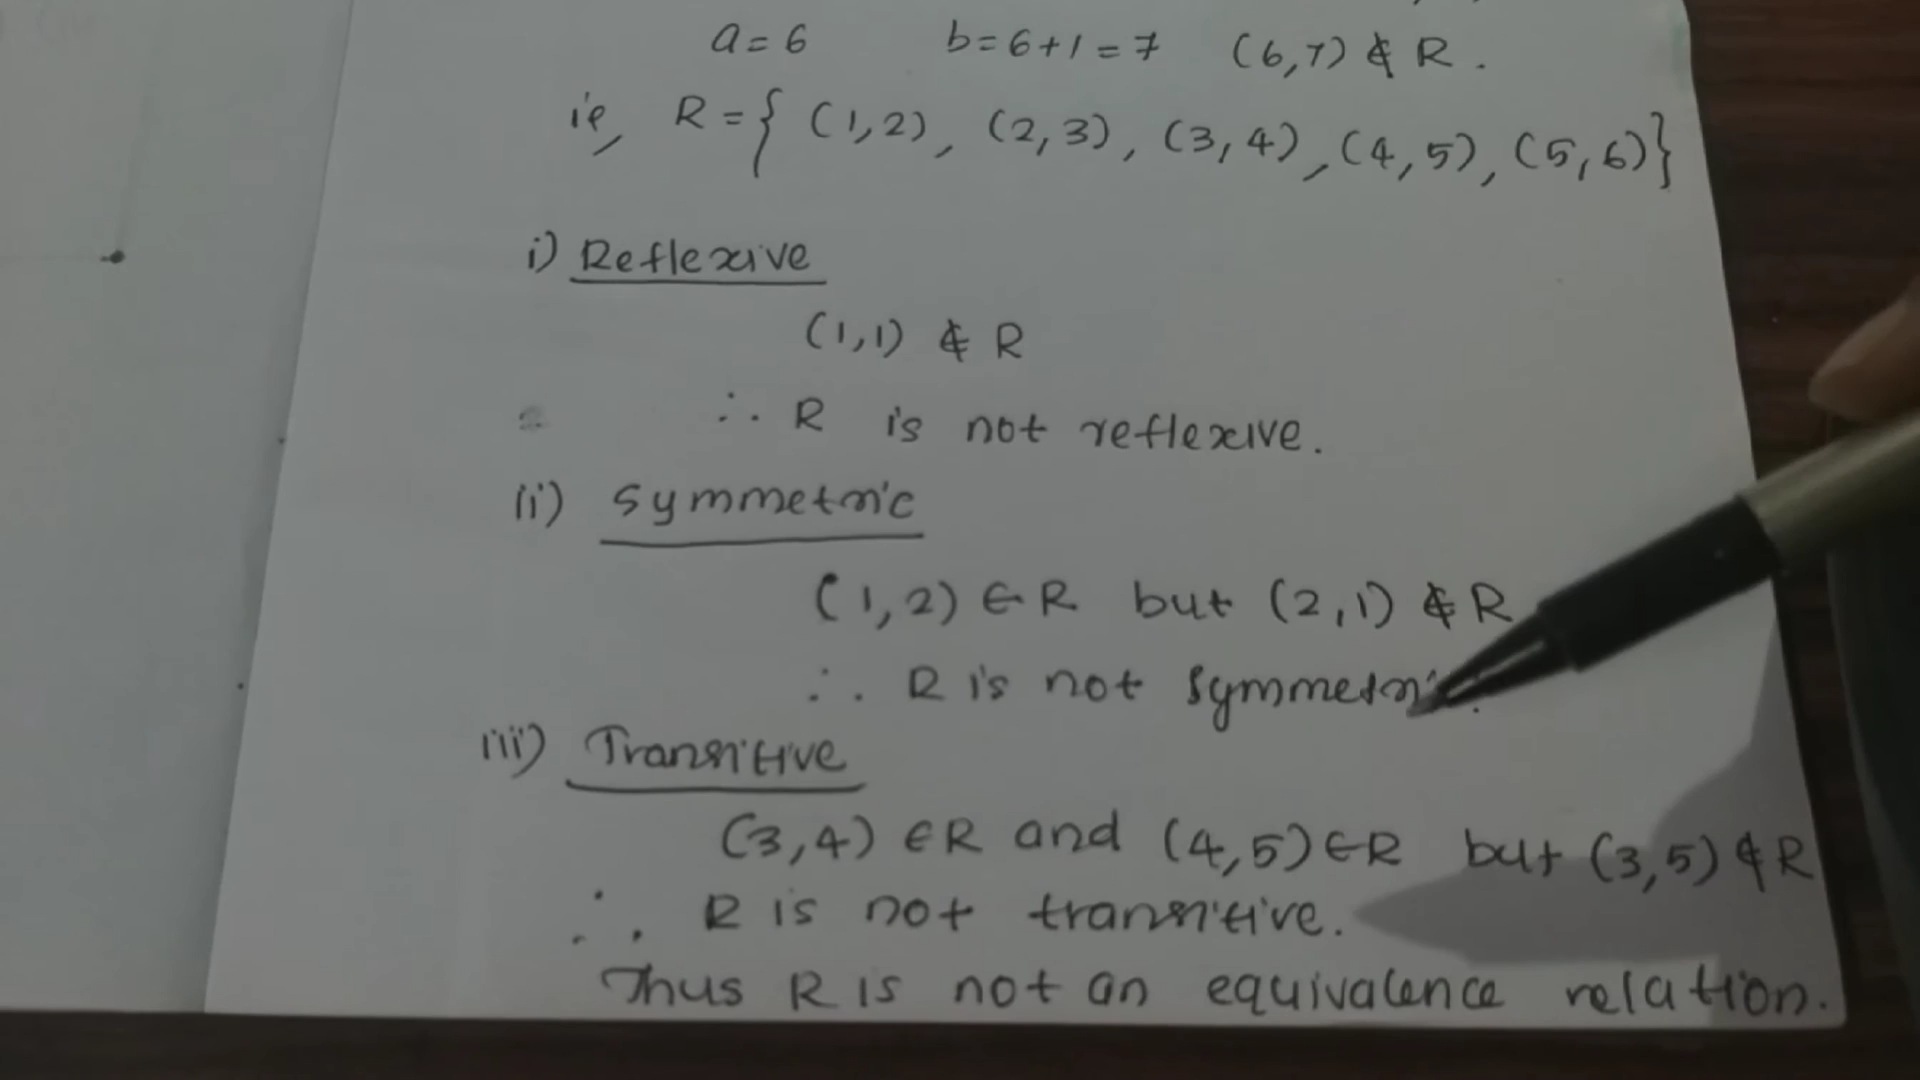 a = 6 b = 6+1 = 7 (6,7) ∉ R.
ie, R = { (1,2), (2,3), (3,4), (4,5), (5,6)}
i) Reflexive
(1,1) ∉ R
∴ R is not reflexive.
(ii) Symmetric
(1,2) ∈ R but (2,1) ∉ R
∴ R is not symmetri
iii) Transitive
(3,4) ∈ R and (4,5) ∈ R but (3,5) ∉ R
∴ R is not transitive.
Thus R is not an equivalence relation.